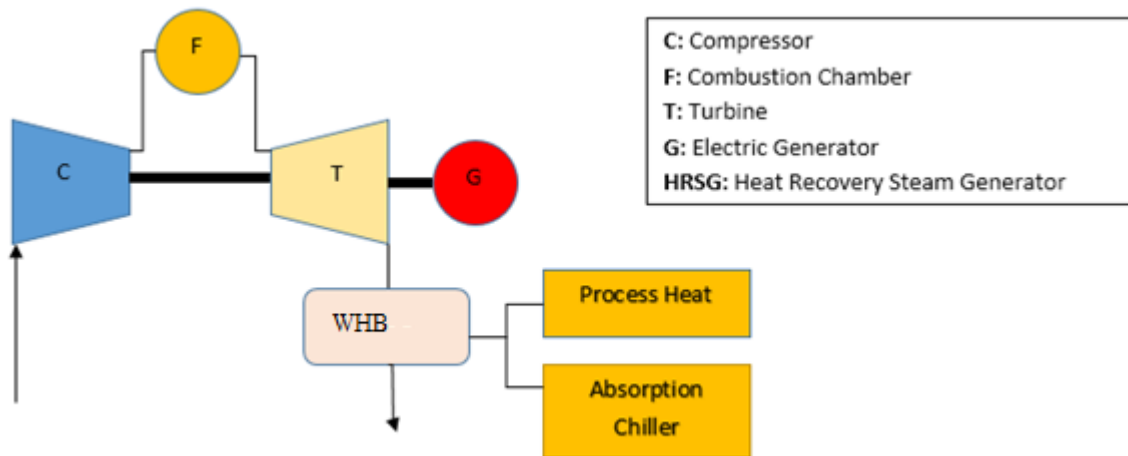 F
C
T
G
WHB
Process Heat
Absorption
Chiller
C: Compressor
F: Combustion Chamber
T: Turbine
G: Electric Generator
HRSG: Heat Recovery Steam Generator